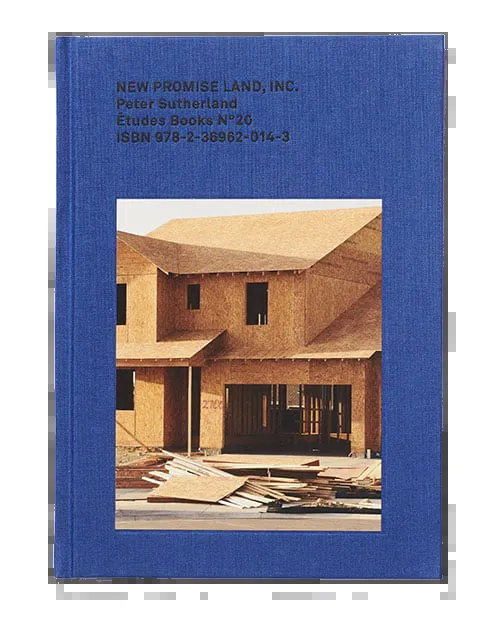 NEW PROMISE LAND, INC.
Peter Sutherland
Études Books N°20
ISBN 978-2-36962-014-3